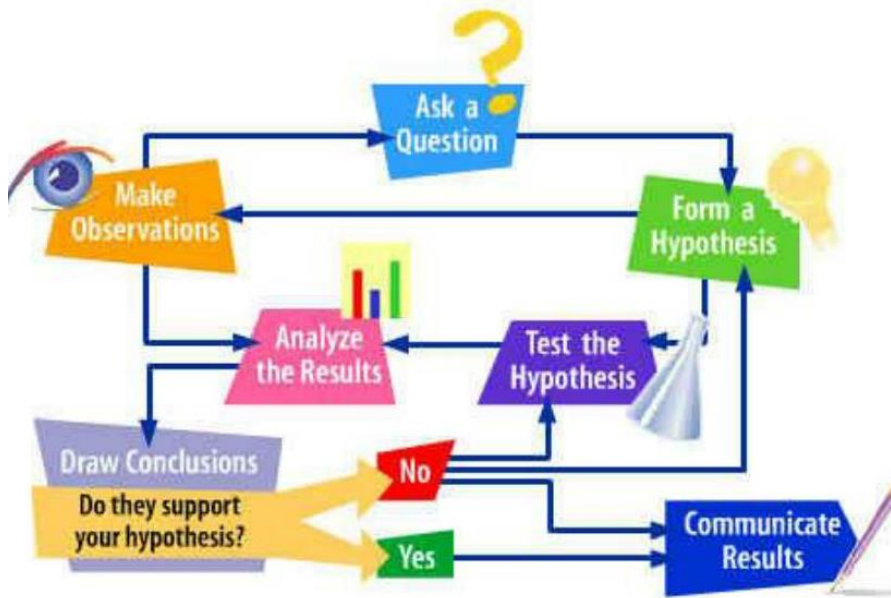 Ask a
Question
Make
Observations
Form a
Hypothesis
Analyze
the Results
Test the
Hypothesis
Draw Conclusions
Do they support
your hypothesis?
No
Yes
Communicate
Results